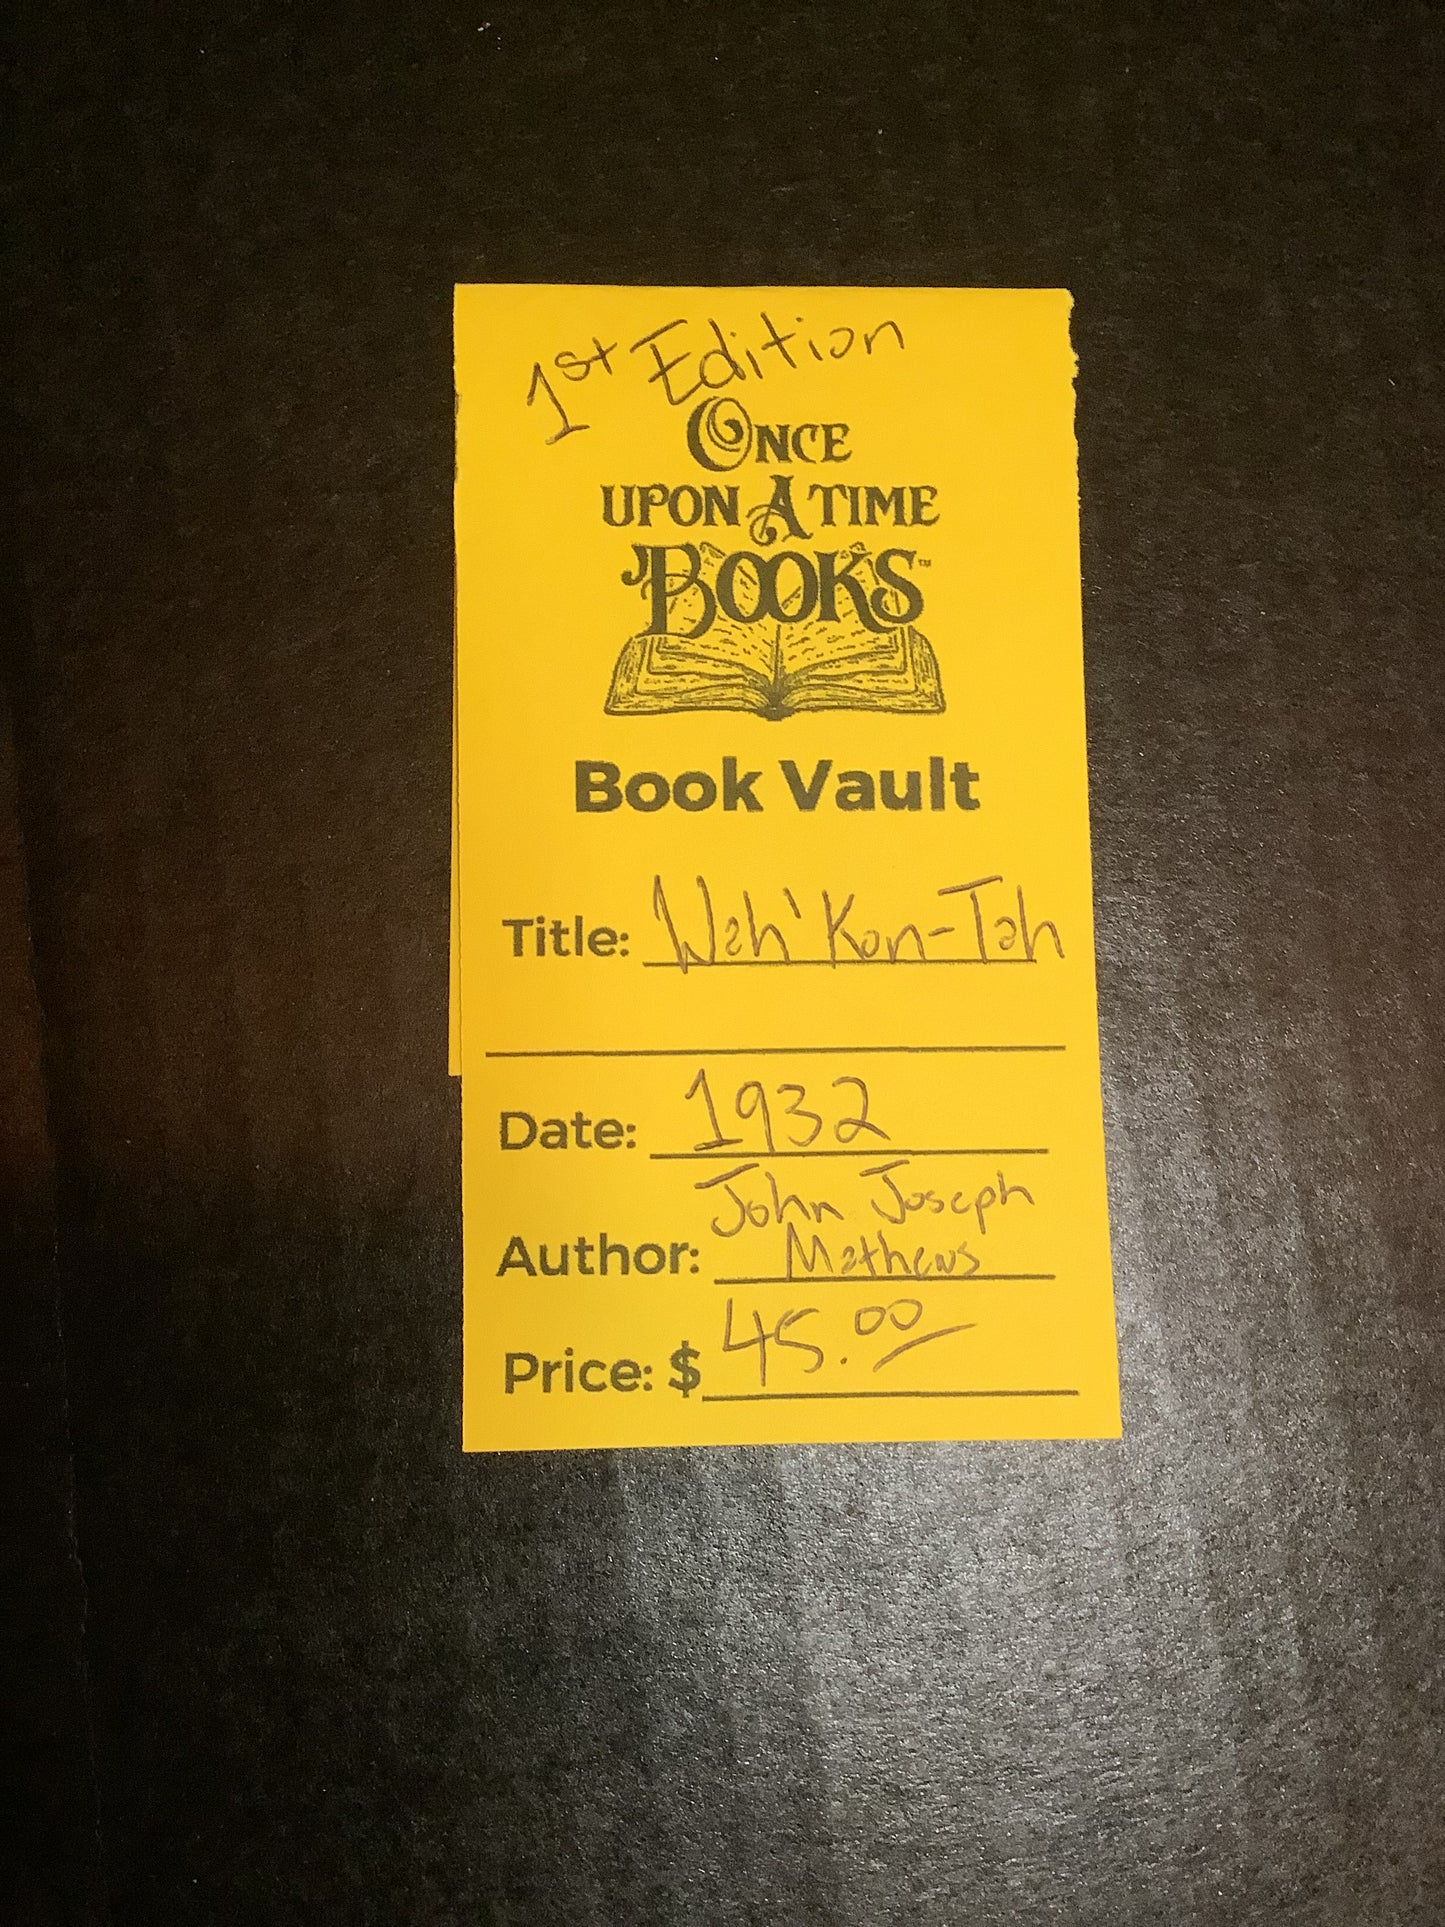 1st Edition
ONCE
UPON A TIME
BOOKS™
Book Vault
Title: Wah'Kon-Tah
Date: 1932
John Joseph
Author: Mathews
Price: $ 45.00